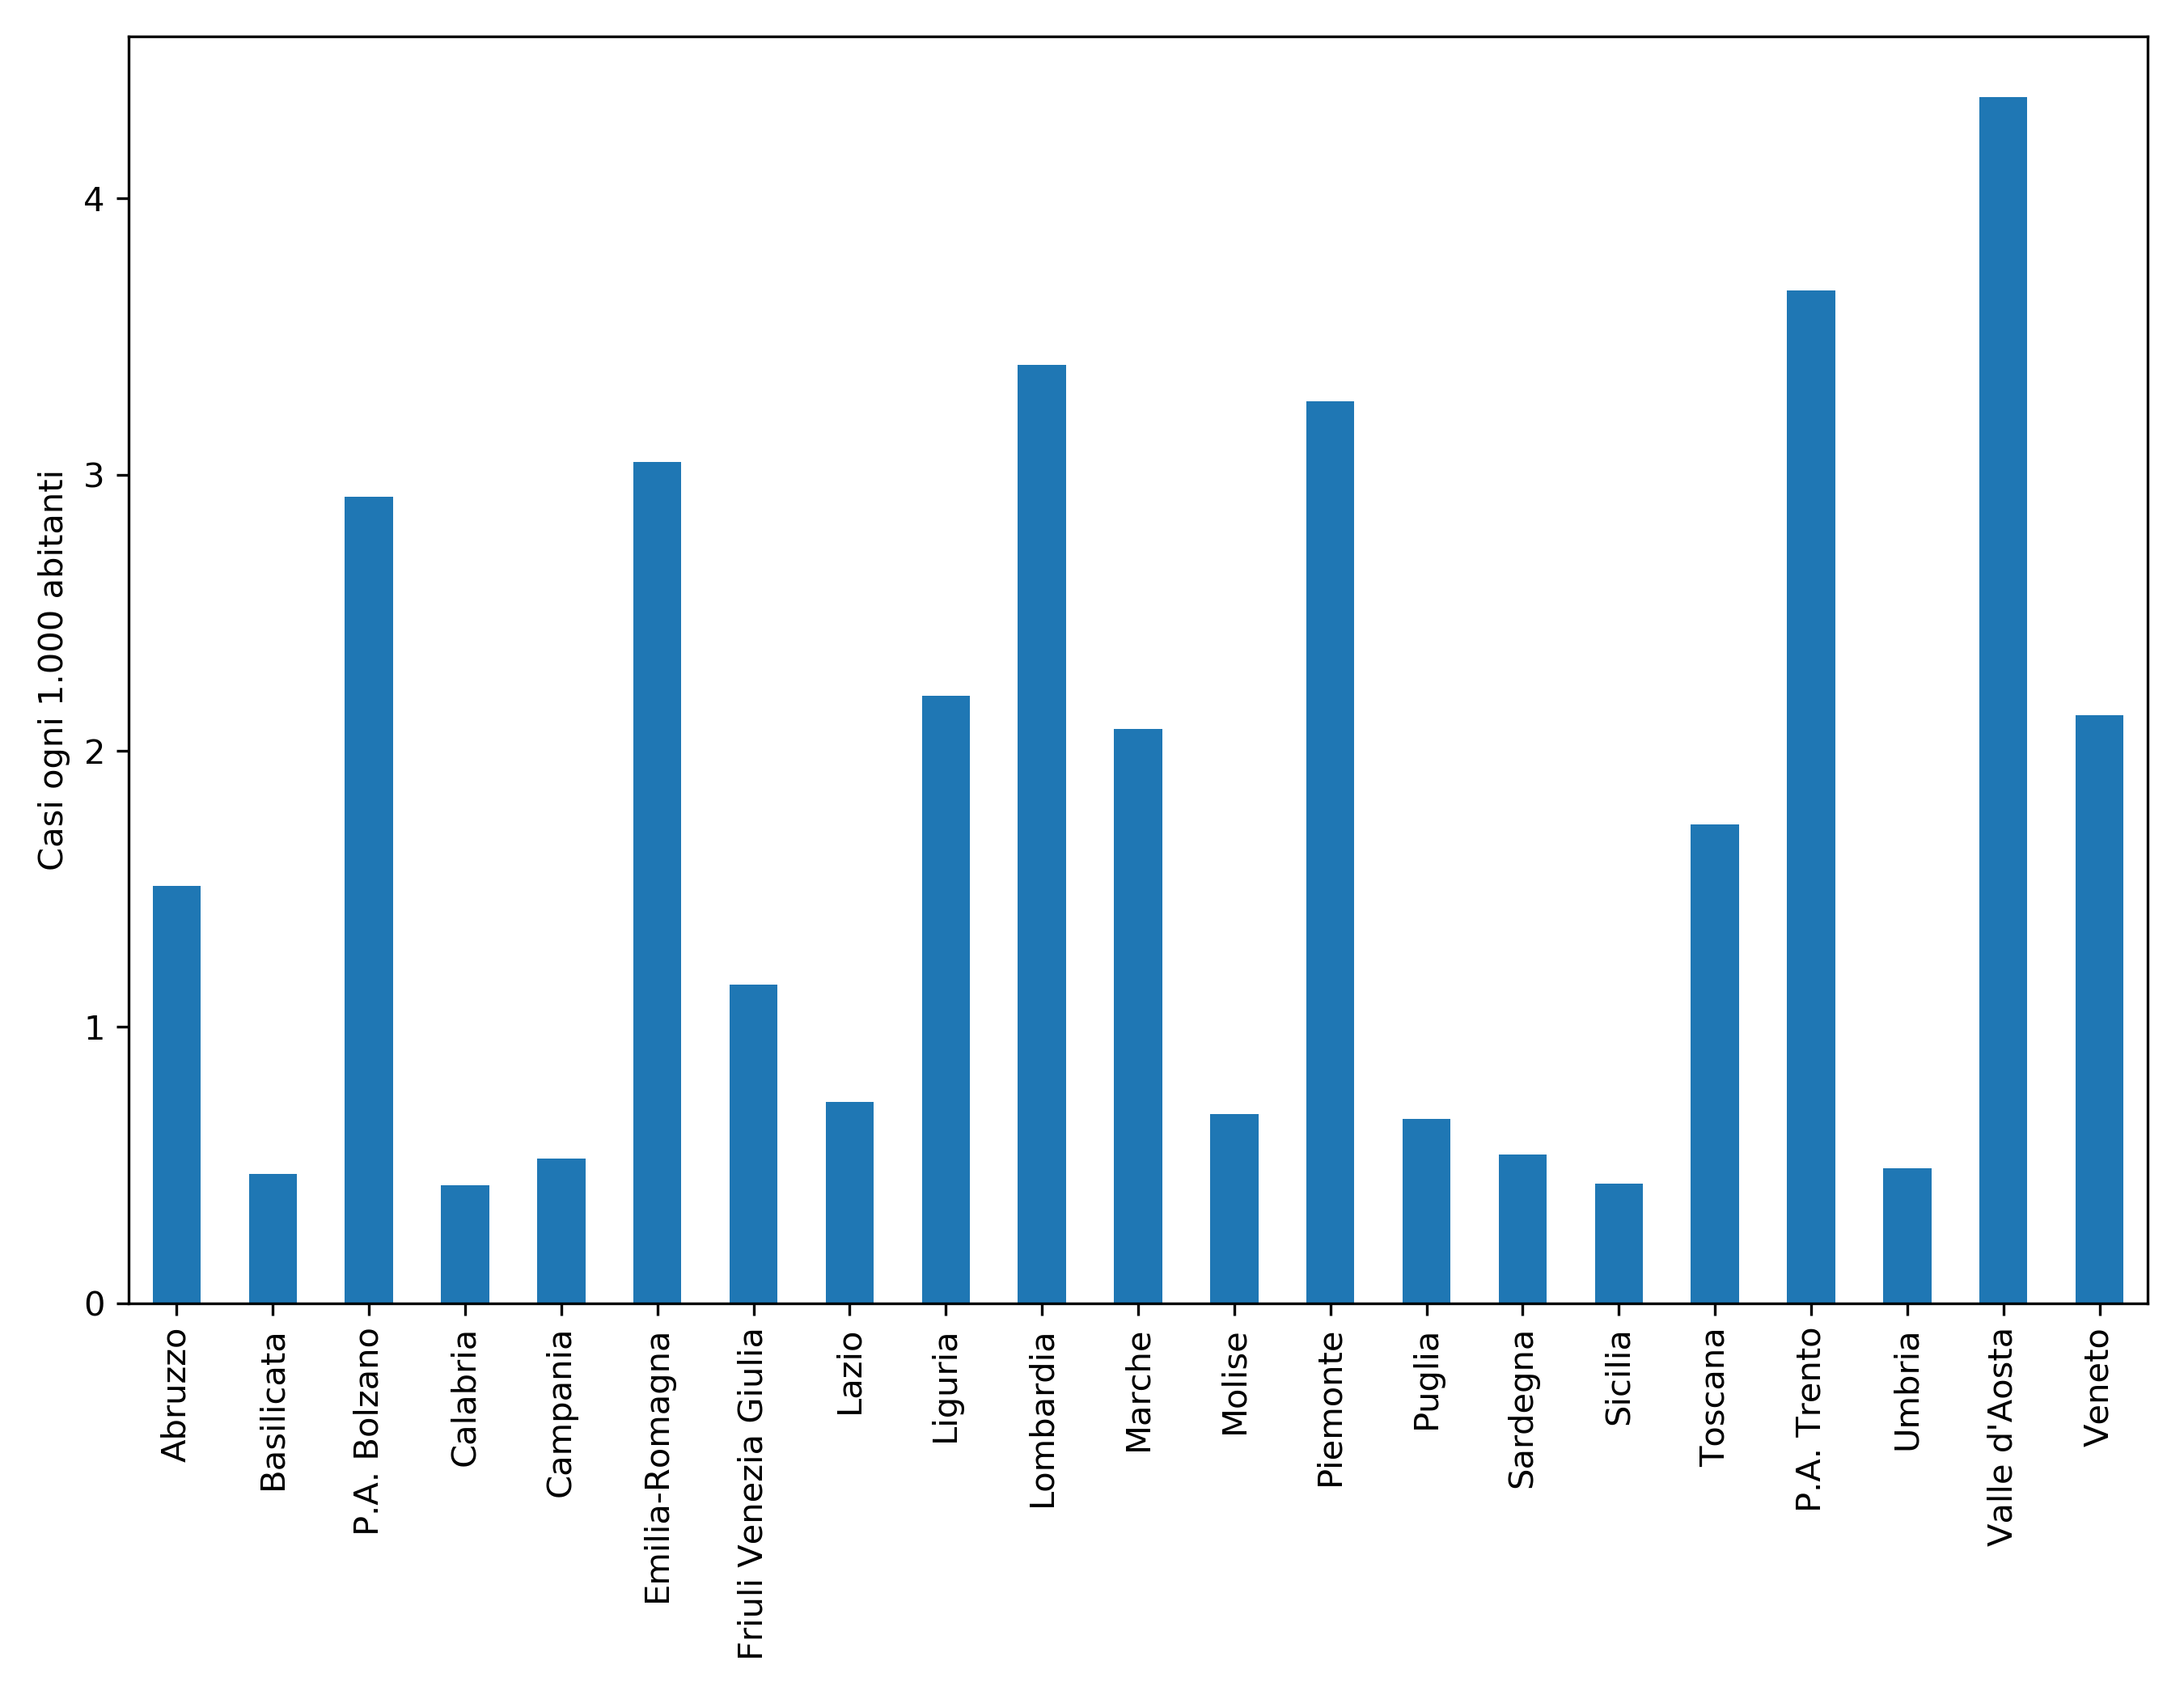 Casi ogni 1.000 abitanti
4
3
2
1
0
Abruzzo
Basilicata
P.A. Bolzano
Calabria
Campania
Emilia-Romagna
Friuli Venezia Giulia
Lazio
Liguria
Lombardia
Marche
Molise
Piemonte
Puglia
Sardegna
Sicilia
Toscana
P.A. Trento
Umbria
Valle d'Aosta
Veneto